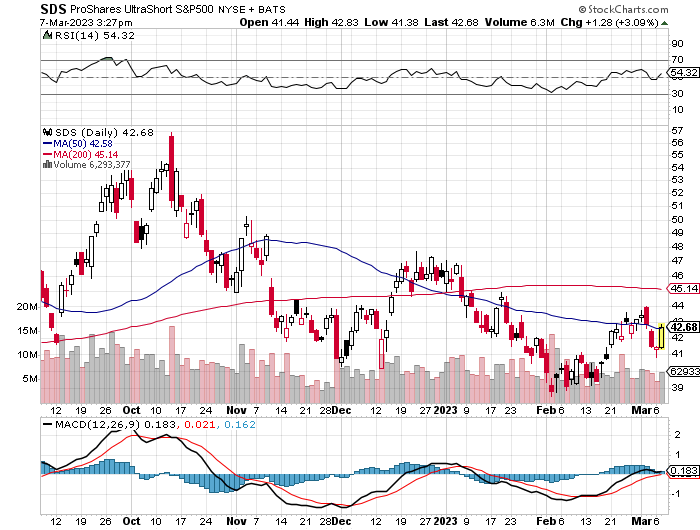 SDS ProShares UltraShort S&P500 NYSE + BATS
© StockCharts.com
7-Mar-2023 3:27pm
Open 41.44 High 42.83 Low 41.38 Last 42.68 Volume 6.3M Chg +1.28 (+3.09%)
RSI(14) 54.32
90
70
54.32
50
30
10
SDS (Daily) 42.68
MA(50) 42.58
MA(200) 45.14
Volume 6,293,377
57
56
55
54
53
52
51
50
49
48
47
46
45.14
44
43
42.68
42
41
62933
39
20M
15M
10M
5M
12 19 26 Oct 10 17 24 Nov 7 14 21 28 Dec 12 19 27 2023 9 17 23 Feb 6 13 21 Mar 6
MACD(12,26,9) 0.183, 0.021, 0.162
2
1
0.183
-1
12 19 26 Oct 10 17 24 Nov 7 14 21 28 Dec 12 19 27 2023 9 17 23 Feb 6 13 21 Mar 6